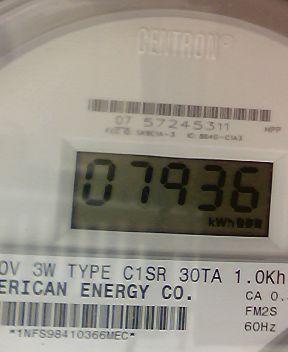 CENTRON®
07 57245311
07936
kWh
0V 3W TYPE C1SR 30TA 1.0Kh
ERICAN ENERGY CO.
CA 0.
FM2S
*1NFS98410366MEC*
60Hz